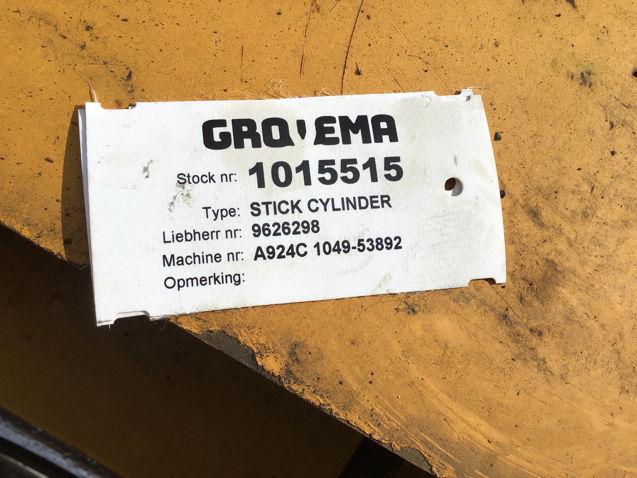 GROVEMA
Stock nr: 1015515
Type: STICK CYLINDER
Liebherr nr: 9626298
Machine nr: A924C 1049-53892
Opmerking: